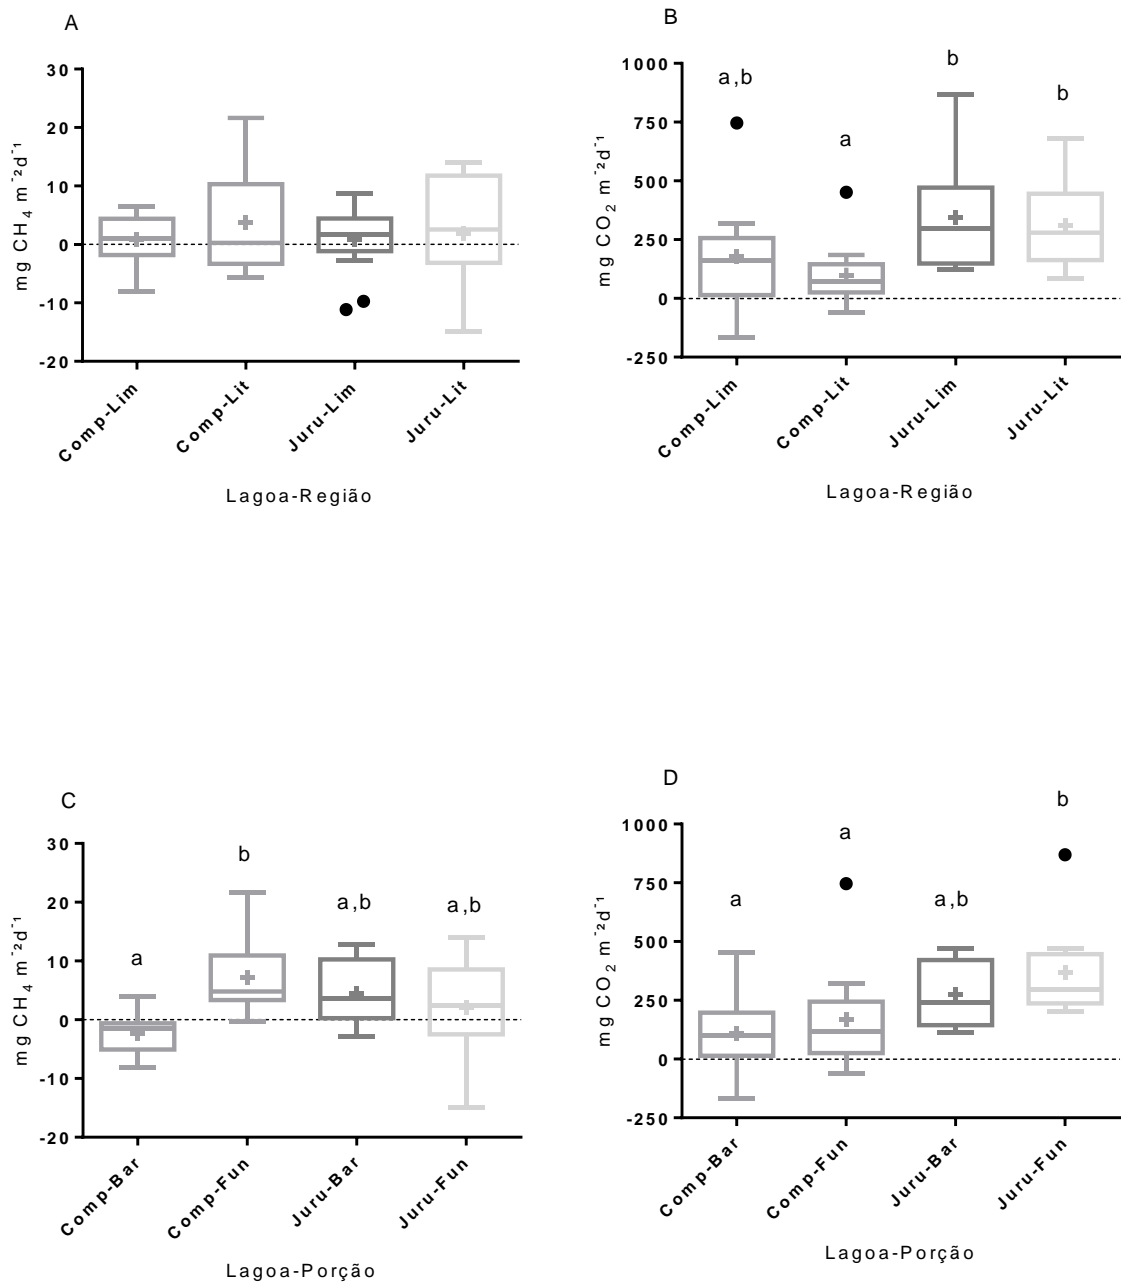 A
mg CH₄ m⁻²d⁻¹
30
20
10
0
-10
-20
Comp-Lim
Comp-Lit
Juru-Lim
Juru-Lit
Lagoa-Região
B
mg CO₂ m⁻²d⁻¹
1000
750
500
250
0
-250
a,b
a
b
b
Comp-Lim
Comp-Lit
Juru-Lim
Juru-Lit
Lagoa-Região
C
mg CH₄ m⁻²d⁻¹
30
20
10
0
-10
-20
a
b
a,b
a,b
Comp-Bar
Comp-Fun
Juru-Bar
Juru-Fun
Lagoa-Porção
D
mg CO₂ m⁻²d⁻¹
1000
750
500
250
0
-250
a
a
a,b
b
Comp-Bar
Comp-Fun
Juru-Bar
Juru-Fun
Lagoa-Porção